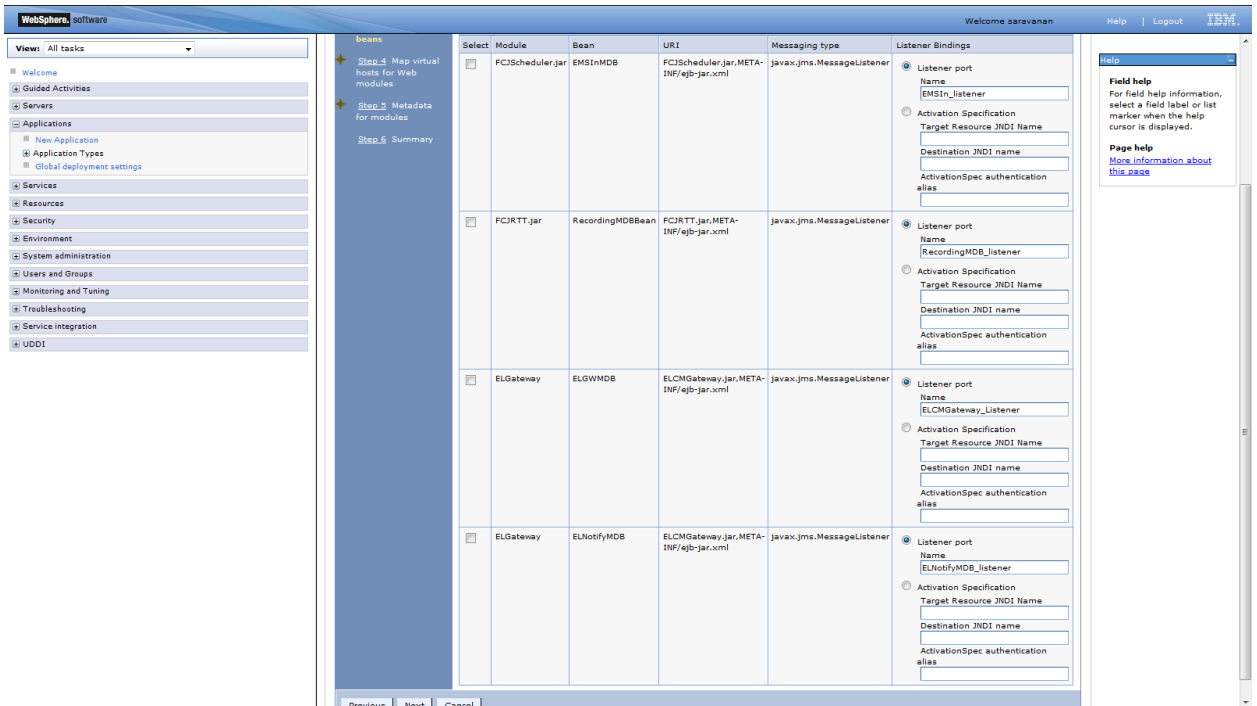 WebSphere. software
Welcome saravanan
Help | Logout
IBM.
View: All tasks
Welcome
Guided Activities
Servers
Applications
New Application
Application Types
Global deployment settings
Services
Resources
Security
Environment
System administration
Users and Groups
Monitoring and Tuning
Troubleshooting
Service integration
UDDI
beans
Step 4 Map virtual
hosts for Web
modules
Step 5 Metadata
for modules
Step 6 Summary
Select Module Bean URI Messaging type Listener Bindings
FCJScheduler.jar EMSInMDB FCJScheduler.jar,META- javax.jms.MessageListener
INF/ejb-jar.xml
Listener port
Name
EMSIn_listener
Activation Specification
Target Resource JNDI Name
Destination JNDI name
ActivationSpec authentication
alias
FCJRTT.jar RecordingMDBBean FCJRTT.jar,META- javax.jms.MessageListener
INF/ejb-jar.xml
Listener port
Name
RecordingMDB_listener
Activation Specification
Target Resource JNDI Name
Destination JNDI name
ActivationSpec authentication
alias
ELGateway ELGWMDB ELCMGateway.jar,META- javax.jms.MessageListener
INF/ejb-jar.xml
Listener port
Name
ELCMGateway_Listener
Activation Specification
Target Resource JNDI Name
Destination JNDI name
ActivationSpec authentication
alias
ELGateway ELNotifyMDB ELCMGateway.jar,META- javax.jms.MessageListener
INF/ejb-jar.xml
Listener port
Name
ELNotifyMDB_listener
Activation Specification
Target Resource JNDI Name
Destination JNDI name
ActivationSpec authentication
alias
Previous Next Cancel
Help
Field help
For field help information,
select a field label or list
marker when the help
cursor is displayed.
Page help
More information about
this page